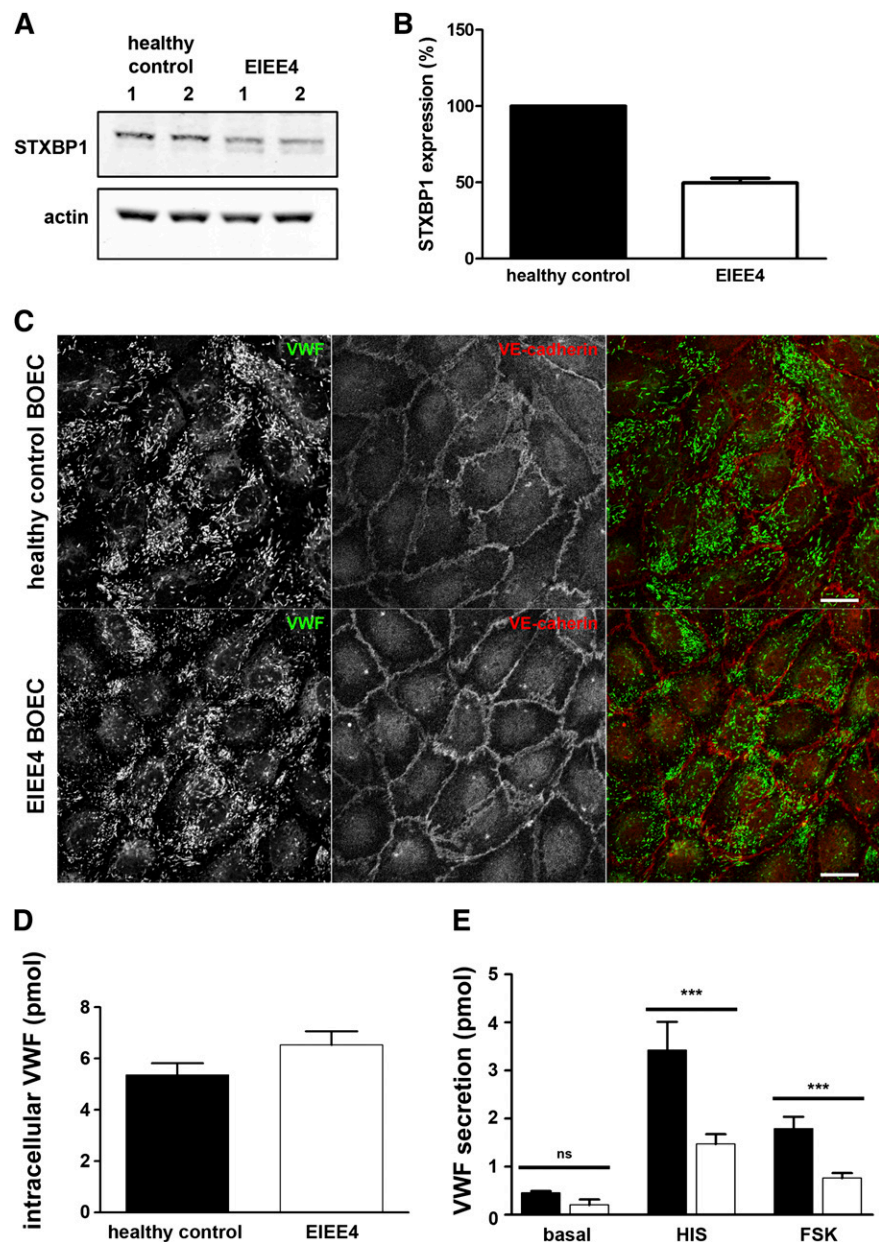 A
healthy
control
EIEE4
1 2 1 2
STXBP1
actin
B
STXBP1 expression (%)
150
100
50
0
healthy control
EIEE4
C
healthy control BOEC
VWF
VE-cadherin
EIEE4 BOEC
VWF
VE-caherin
D
intracellular VWF (pmol)
8
6
4
2
0
healthy control
EIEE4
E
VWF secretion (pmol)
5
4
3
2
1
0
ns
***
***
basal
HIS
FSK